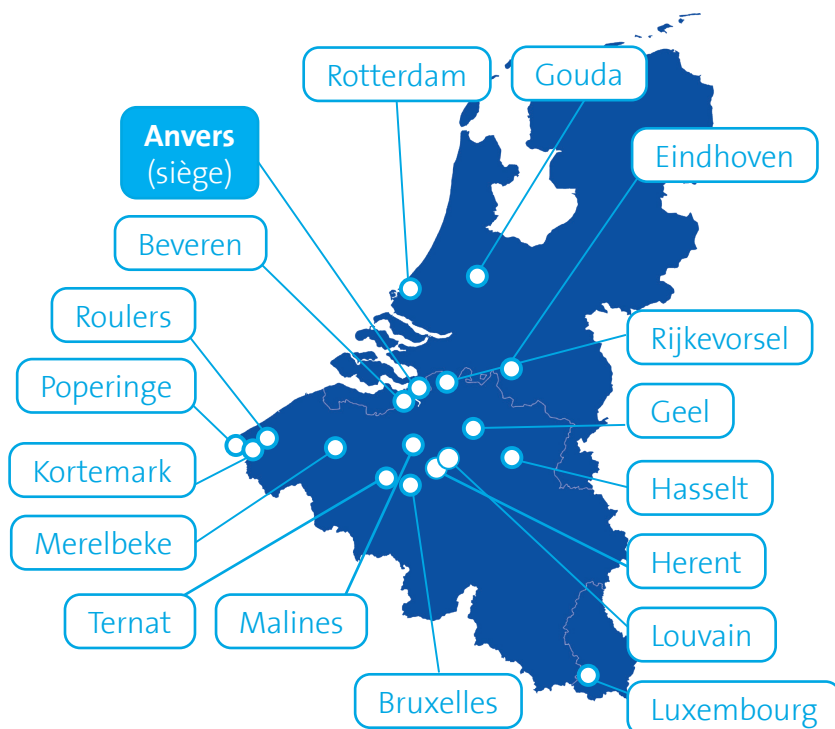 Rotterdam
Gouda
Anvers
(siège)
Eindhoven
Beveren
Roulers
Rijkevorsel
Poperinge
Geel
Kortemark
Hasselt
Merelbeke
Herent
Ternat
Malines
Louvain
Bruxelles
Luxembourg